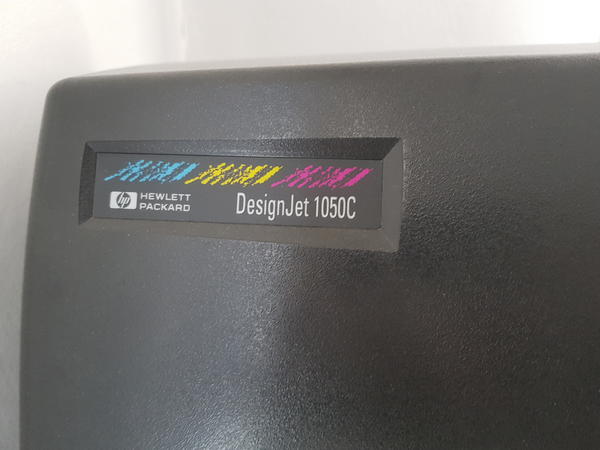 hp HEWLETT
PACKARD
DesignJet 1050C